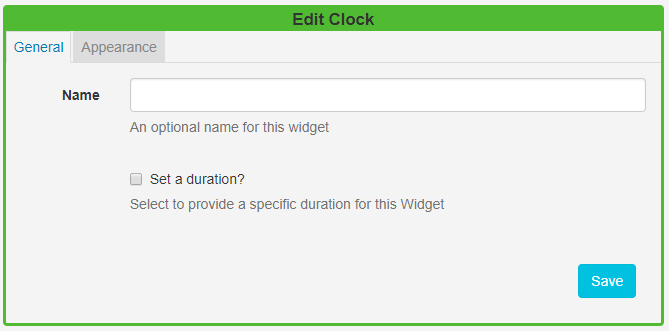 Edit Clock
General Appearance
Name
An optional name for this widget
Set a duration?
Select to provide a specific duration for this Widget
Save